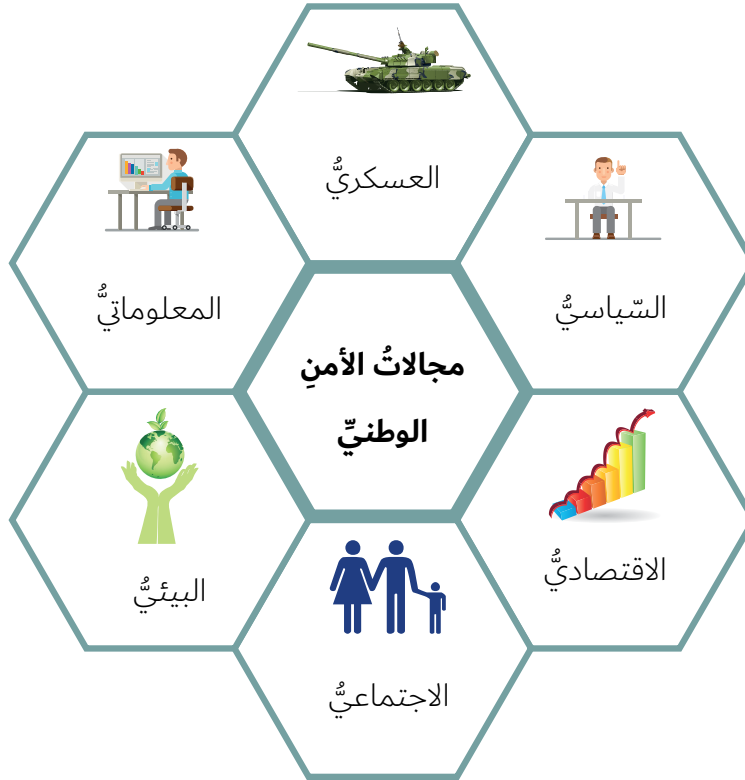 العسكريُّ
السّياسيُّ
المعلوماتيُّ
مجالاتُ الأمنِ
الوطنيِّ
الاقتصاديُّ
البيئيُّ
الاجتماعيُّ